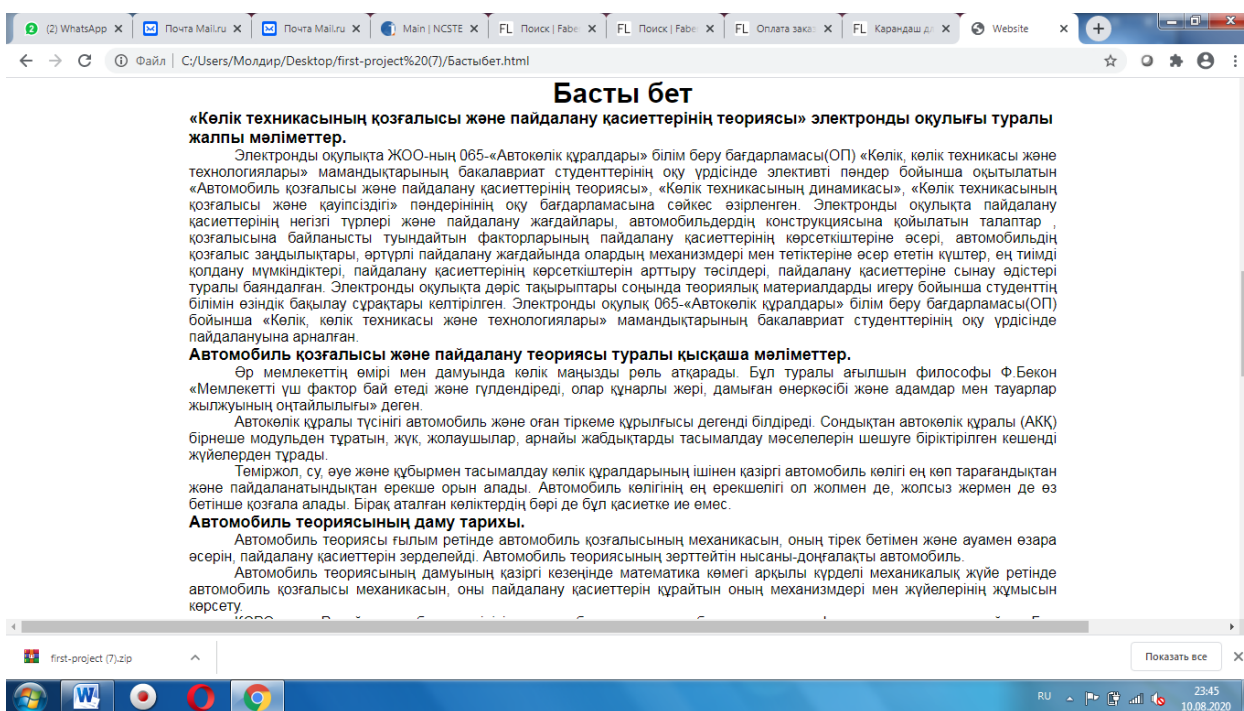 (2) WhatsApp
Почта Mail.ru
Почта Mail.ru
Main | NCSTE
FL Поиск | Fabe
FL Поиск | Fabe
FL Оплата заказ
FL Карандаш дл
Website
Файл | C:/Users/Молдир/Desktop/first-project%20(7)/Бастыбет.html
Басты бет
«Көлік техникасының қозғалысы және пайдалану қасиеттерінің теориясы» электронды оқулығы туралы
жалпы мәліметтер.
Электронды оқулықта ЖОО-ның 065-«Автокөлік құралдары» білім беру бағдарламасы(ОП) «Көлік, көлік техникасы және
технологиялары» мамандықтарының бакалавриат студенттерінің оқу үрдісінде элективті пәндер бойынша оқытылатын
«Автомобиль қозғалысы және пайдалану қасиеттерінің теориясы», «Көлік техникасының динамикасы», «Көлік техникасының
қозғалысы және қауіпсіздігі» пәндерінінің оқу бағдарламасына сәйкес әзірленген. Электронды оқулықта пайдалану
қасиеттерінің негізгі түрлері және пайдалану жағдайлары, автомобильдердің конструкциясына қойылатын талаптар ,
қозғалысына байланысты туындайтын факторларының пайдалану қасиеттерінің көрсеткіштеріне әсері, автомобильдің
қозғалыс заңдылықтары, әртүрлі пайдалану жағдайында олардың механизмдері мен тетіктеріне әсер ететін күштер, ең тиімді
қолдану мүмкіндіктері, пайдалану қасиеттерінің көрсеткіштерін арттыру тәсілдері, пайдалану қасиеттеріне сынау әдістері
туралы баяндалған. Электронды оқулықта дәріс тақырыптары соңында теориялық материалдарды игеру бойынша студенттің
білімін өзіндік бақылау сұрақтары келтірілген. Электронды оқулық 065-«Автокөлік құралдары» білім беру бағдарламасы(ОП)
бойынша «Көлік, көлік техникасы және технологиялары» мамандықтарының бакалавриат студенттерінің оқу үрдісінде
пайдалануына арналған.
Автомобиль қозғалысы және пайдалану теориясы туралы қысқаша мәліметтер.
Әр мемлекеттің өмірі мен дамуында көлік маңызды рөль атқарады. Бұл туралы ағылшын философы Ф.Бекон
«Мемлекетті үш фактор бай етеді және гүлдендіреді, олар құнарлы жері, дамыған өнеркәсібі және адамдар мен тауарлар
жылжуының оңтайлылығы» деген.
Автокөлік құралы түсінігі автомобиль және оған тіркеме құрылғысы дегенді білдіреді. Сондықтан автокөлік құралы (АКҚ)
бірнеше модульден тұратын, жүк, жолаушылар, арнайы жабдықтарды тасымалдау мәселелерін шешуге біріктірілген кешенді
жүйелерден тұрады.
Теміржол, су, әуе және құбырмен тасымалдау көлік құралдарының ішінен қазіргі автомобиль көлігі ең көп тарағандықтан
және пайдаланатындықтан ерекше орын алады. Автомобиль көлігінің ең ерекшелігі ол жолмен де, жолсыз жермен де өз
бетінше қозғала алады. Бірақ аталған көліктердің бәрі де бұл қасиетке ие емес.
Автомобиль теориясының даму тарихы.
Автомобиль теориясы ғылым ретінде автомобиль қозғалысының механикасын, оның тірек бетімен және ауамен өзара
әсерін, пайдалану қасиеттерін зерделейді. Автомобиль теориясының зерттейтін нысаны-доңғалақты автомобиль.
Автомобиль теориясының дамуының қазіргі кезеңінде математика көмегі арқылы күрделі механикалық жүйе ретінде
автомобиль қозғалысы механикасын, оны пайдалану қасиеттерін құрайтын оның механизмдері мен жүйелерінің жұмысын
көрсету.
first-project (7).zip
Показать все
RU
23:45
10.08.2020